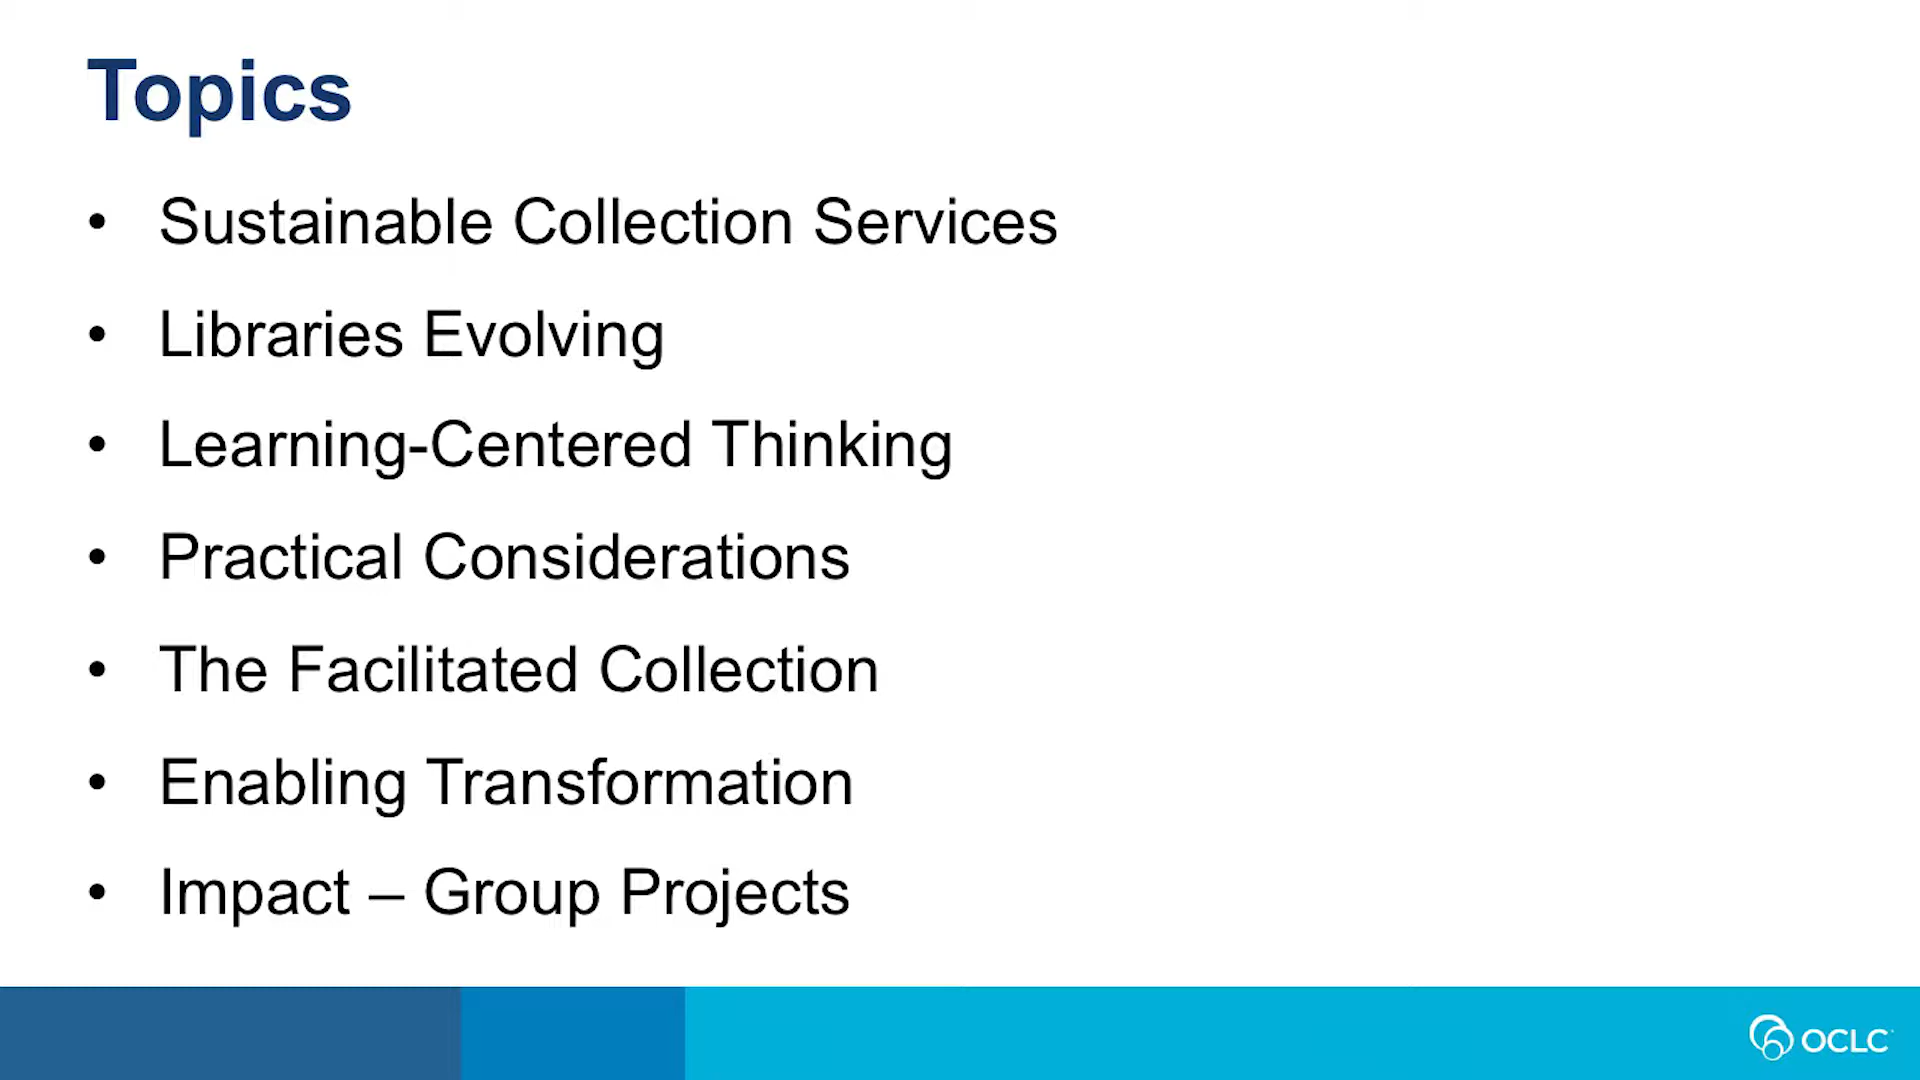 Topics
• Sustainable Collection Services
• Libraries Evolving
• Learning-Centered Thinking
• Practical Considerations
• The Facilitated Collection
• Enabling Transformation
• Impact – Group Projects
OCLC